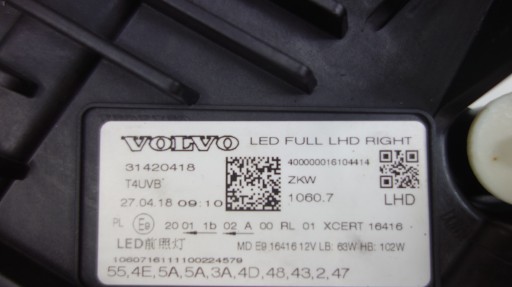 VOLVO LED FULL LHD RIGHT
31420418 400000016104414
T4UVB ZKW
27.04.18 09:10 1060.7 LHD
PL E9 20 01 1b 02 A 00 RL 01 XCERT 16416
LED前照灯 MD E9 16416 12V LB: 63W HB: 102W
1060716111100224579
55,4E,5A,5A,3A,4D,48,43,2,47